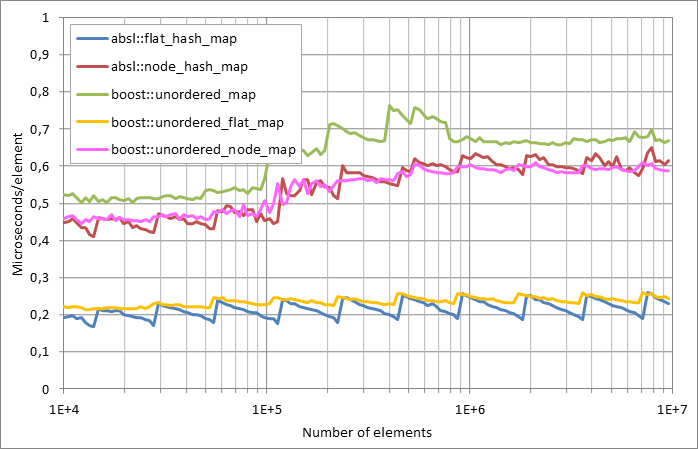 1
0,9
0,8
0,7
0,6
0,5
0,4
0,3
0,2
0,1
0
Microseconds/element
absl::flat_hash_map
absl::node_hash_map
boost::unordered_map
boost::unordered_flat_map
boost::unordered_node_map
1E+4
1E+5
1E+6
1E+7
Number of elements